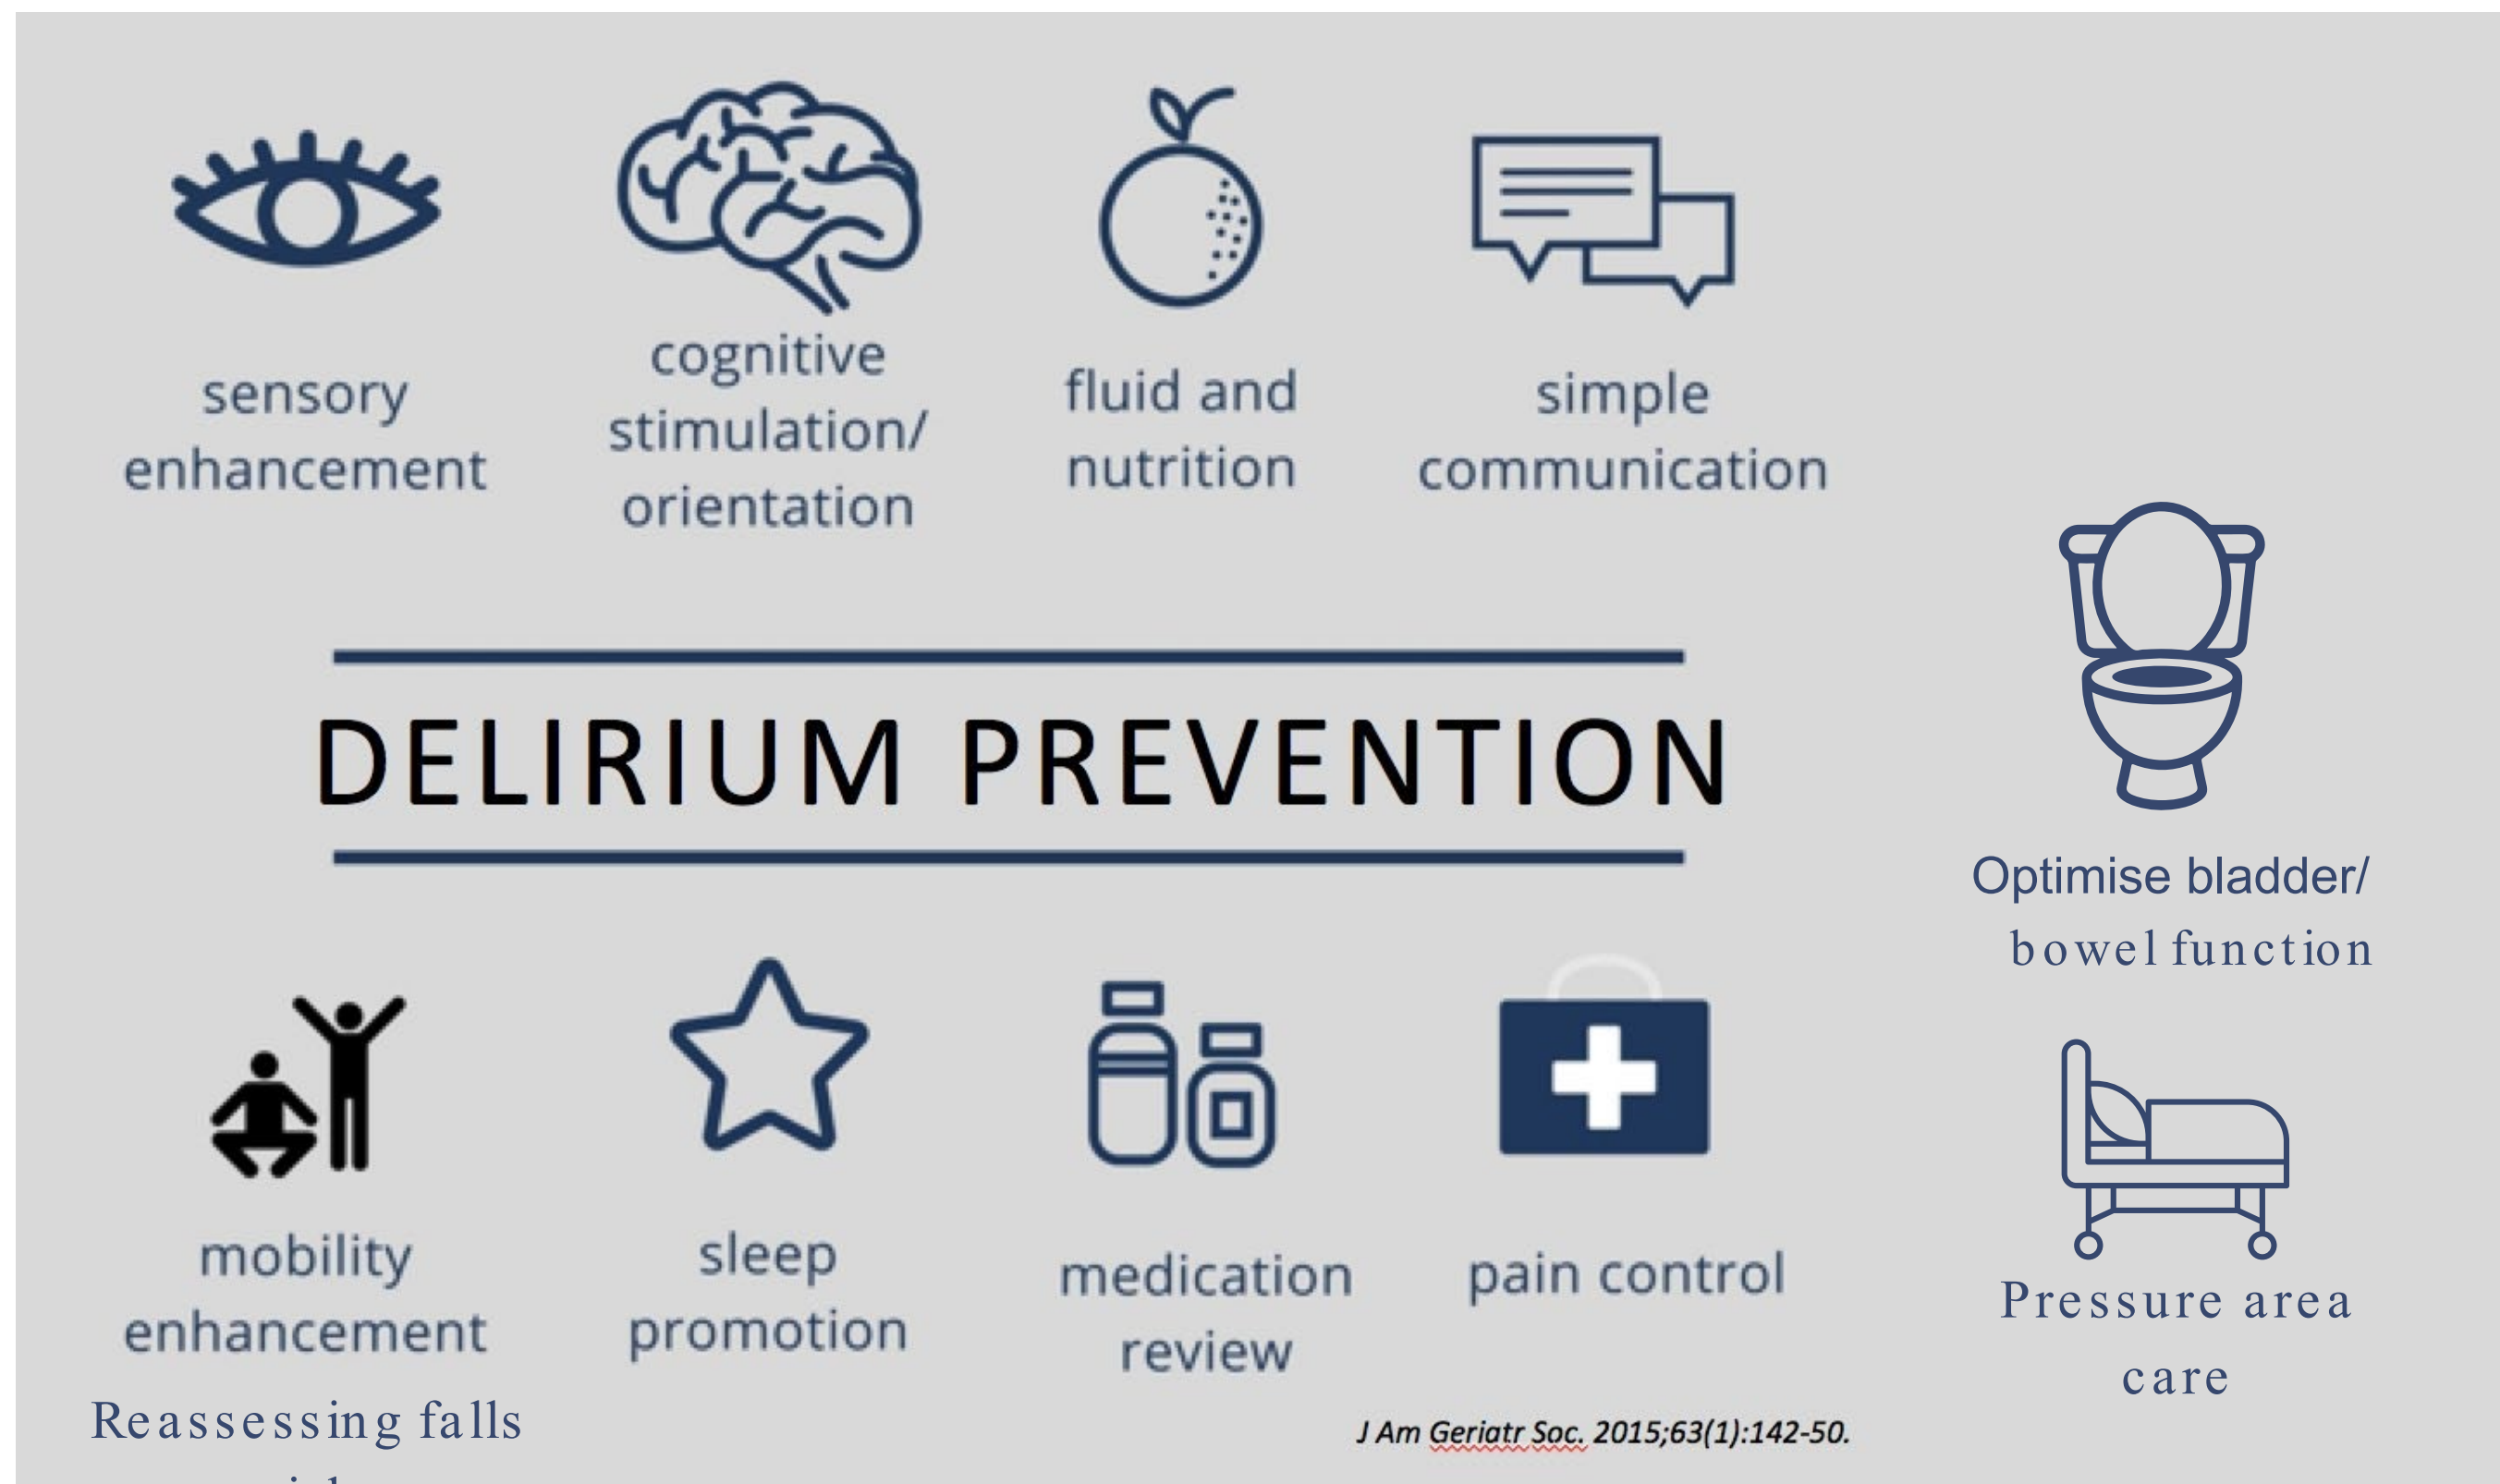 sensory
enhancement
cognitive
stimulation/
orientation
fluid and
nutrition
simple
communication
DELIRIUM PREVENTION
Optimise bladder/
bowel function
mobility
enhancement
Reassessing falls
sleep
promotion
medication
review
pain control
Pressure area
care
J Am Geriatr Soc. 2015;63(1):142-50.